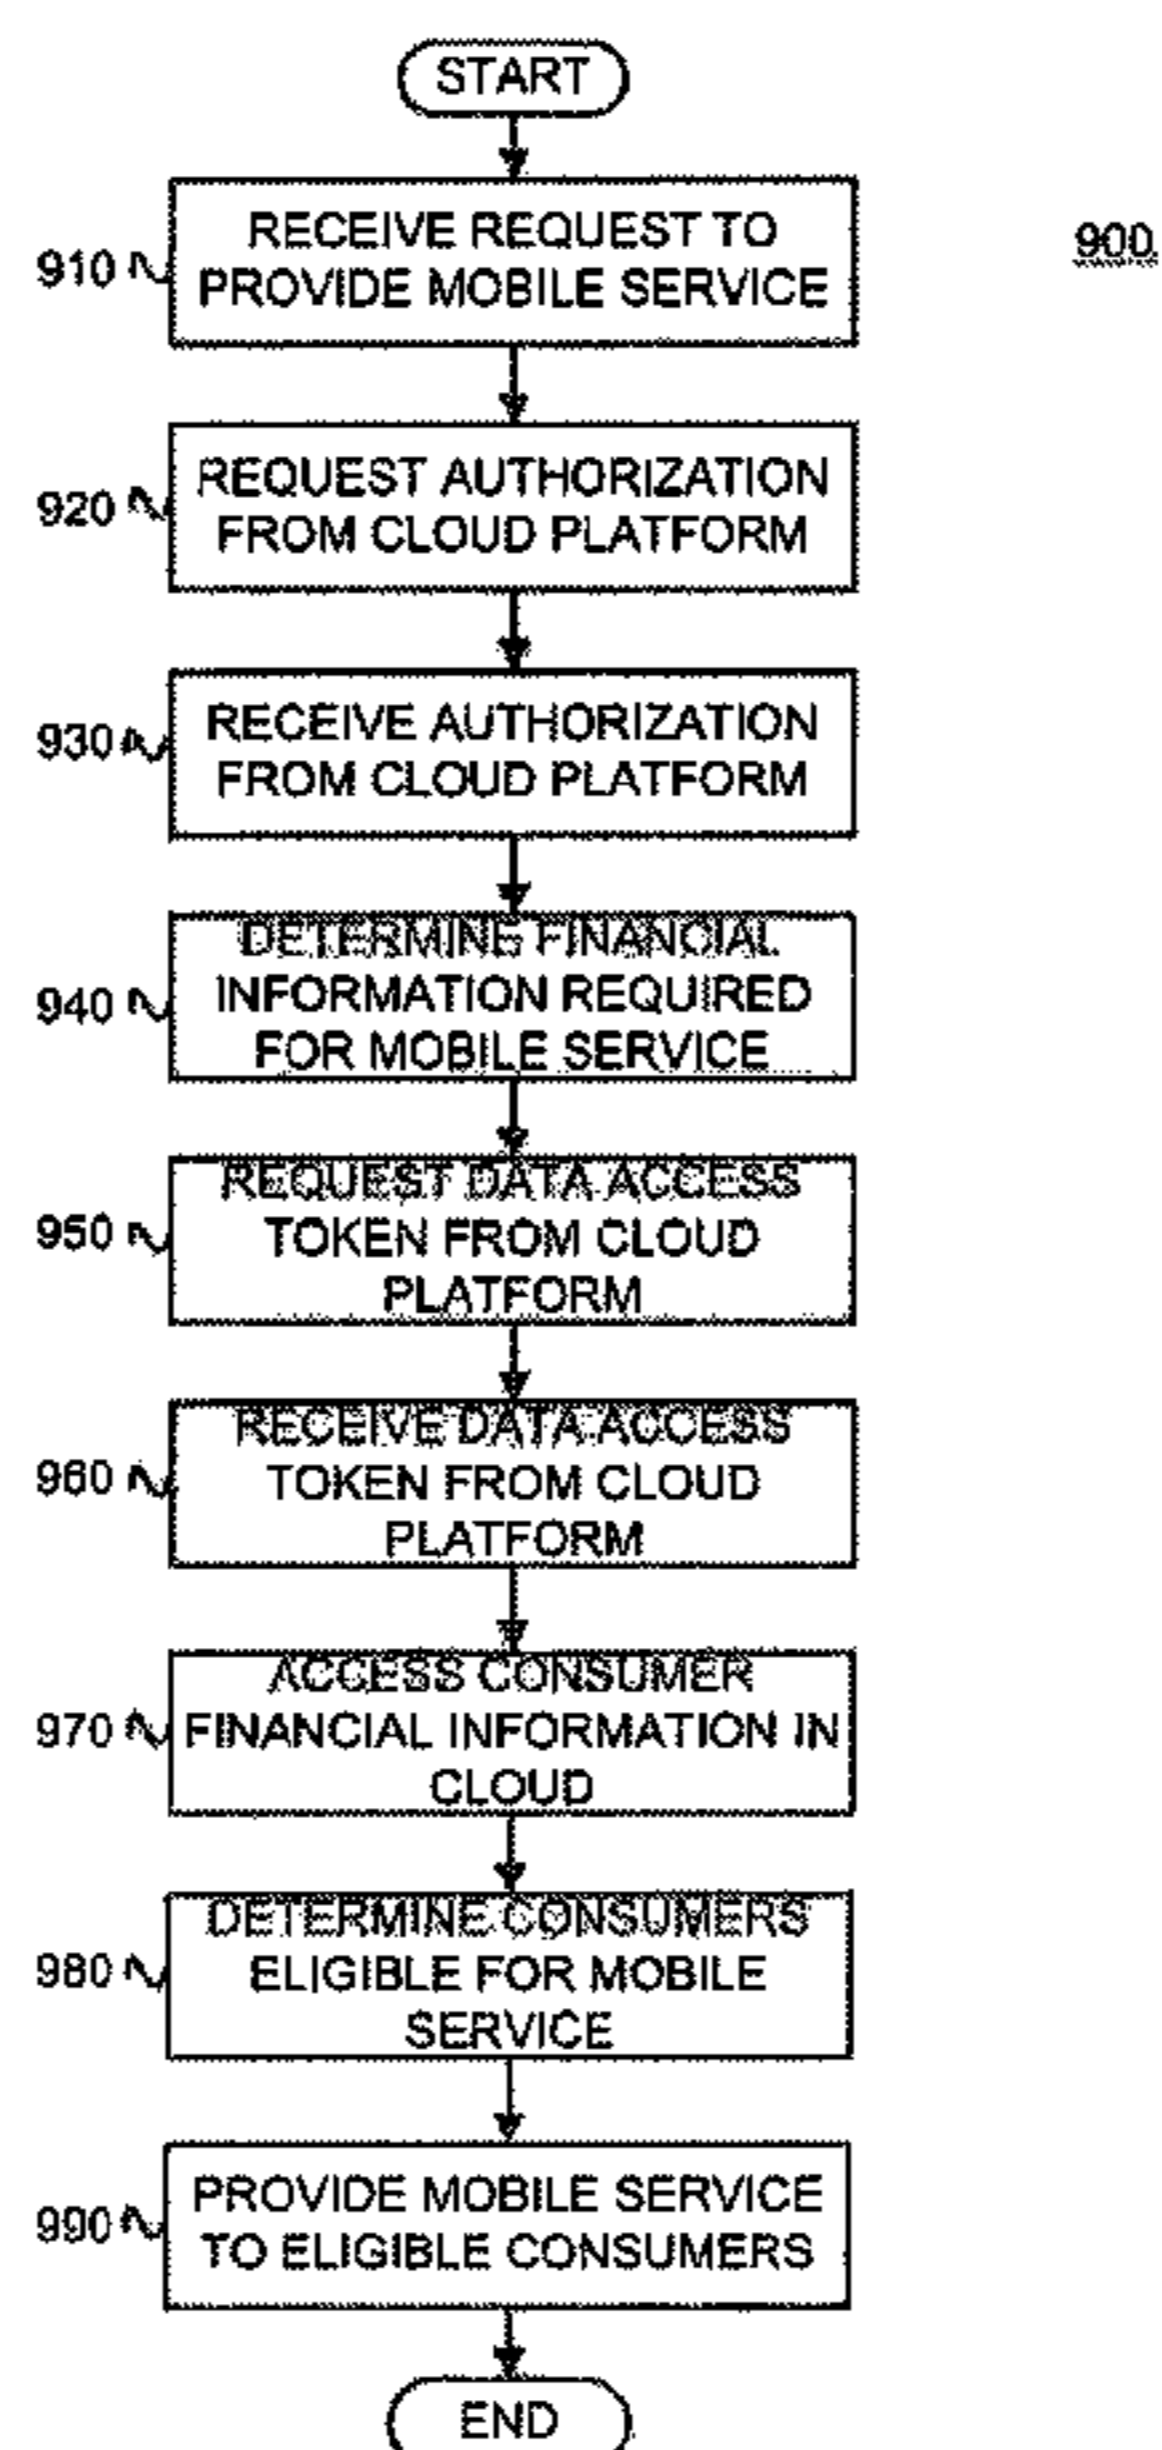 START
900
910
RECEIVE REQUEST TO
PROVIDE MOBILE SERVICE
920
REQUEST AUTHORIZATION
FROM CLOUD PLATFORM
930
RECEIVE AUTHORIZATION
FROM CLOUD PLATFORM
940
DETERMINE FINANCIAL
INFORMATION REQUIRED
FOR MOBILE SERVICE
950
REQUEST DATA ACCESS
TOKEN FROM CLOUD
PLATFORM
960
RECEIVE DATA ACCESS
TOKEN FROM CLOUD
PLATFORM
970
ACCESS CONSUMER
FINANCIAL INFORMATION IN
CLOUD
980
DETERMINE CONSUMERS
ELIGIBLE FOR MOBILE
SERVICE
990
PROVIDE MOBILE SERVICE
TO ELIGIBLE CONSUMERS
END